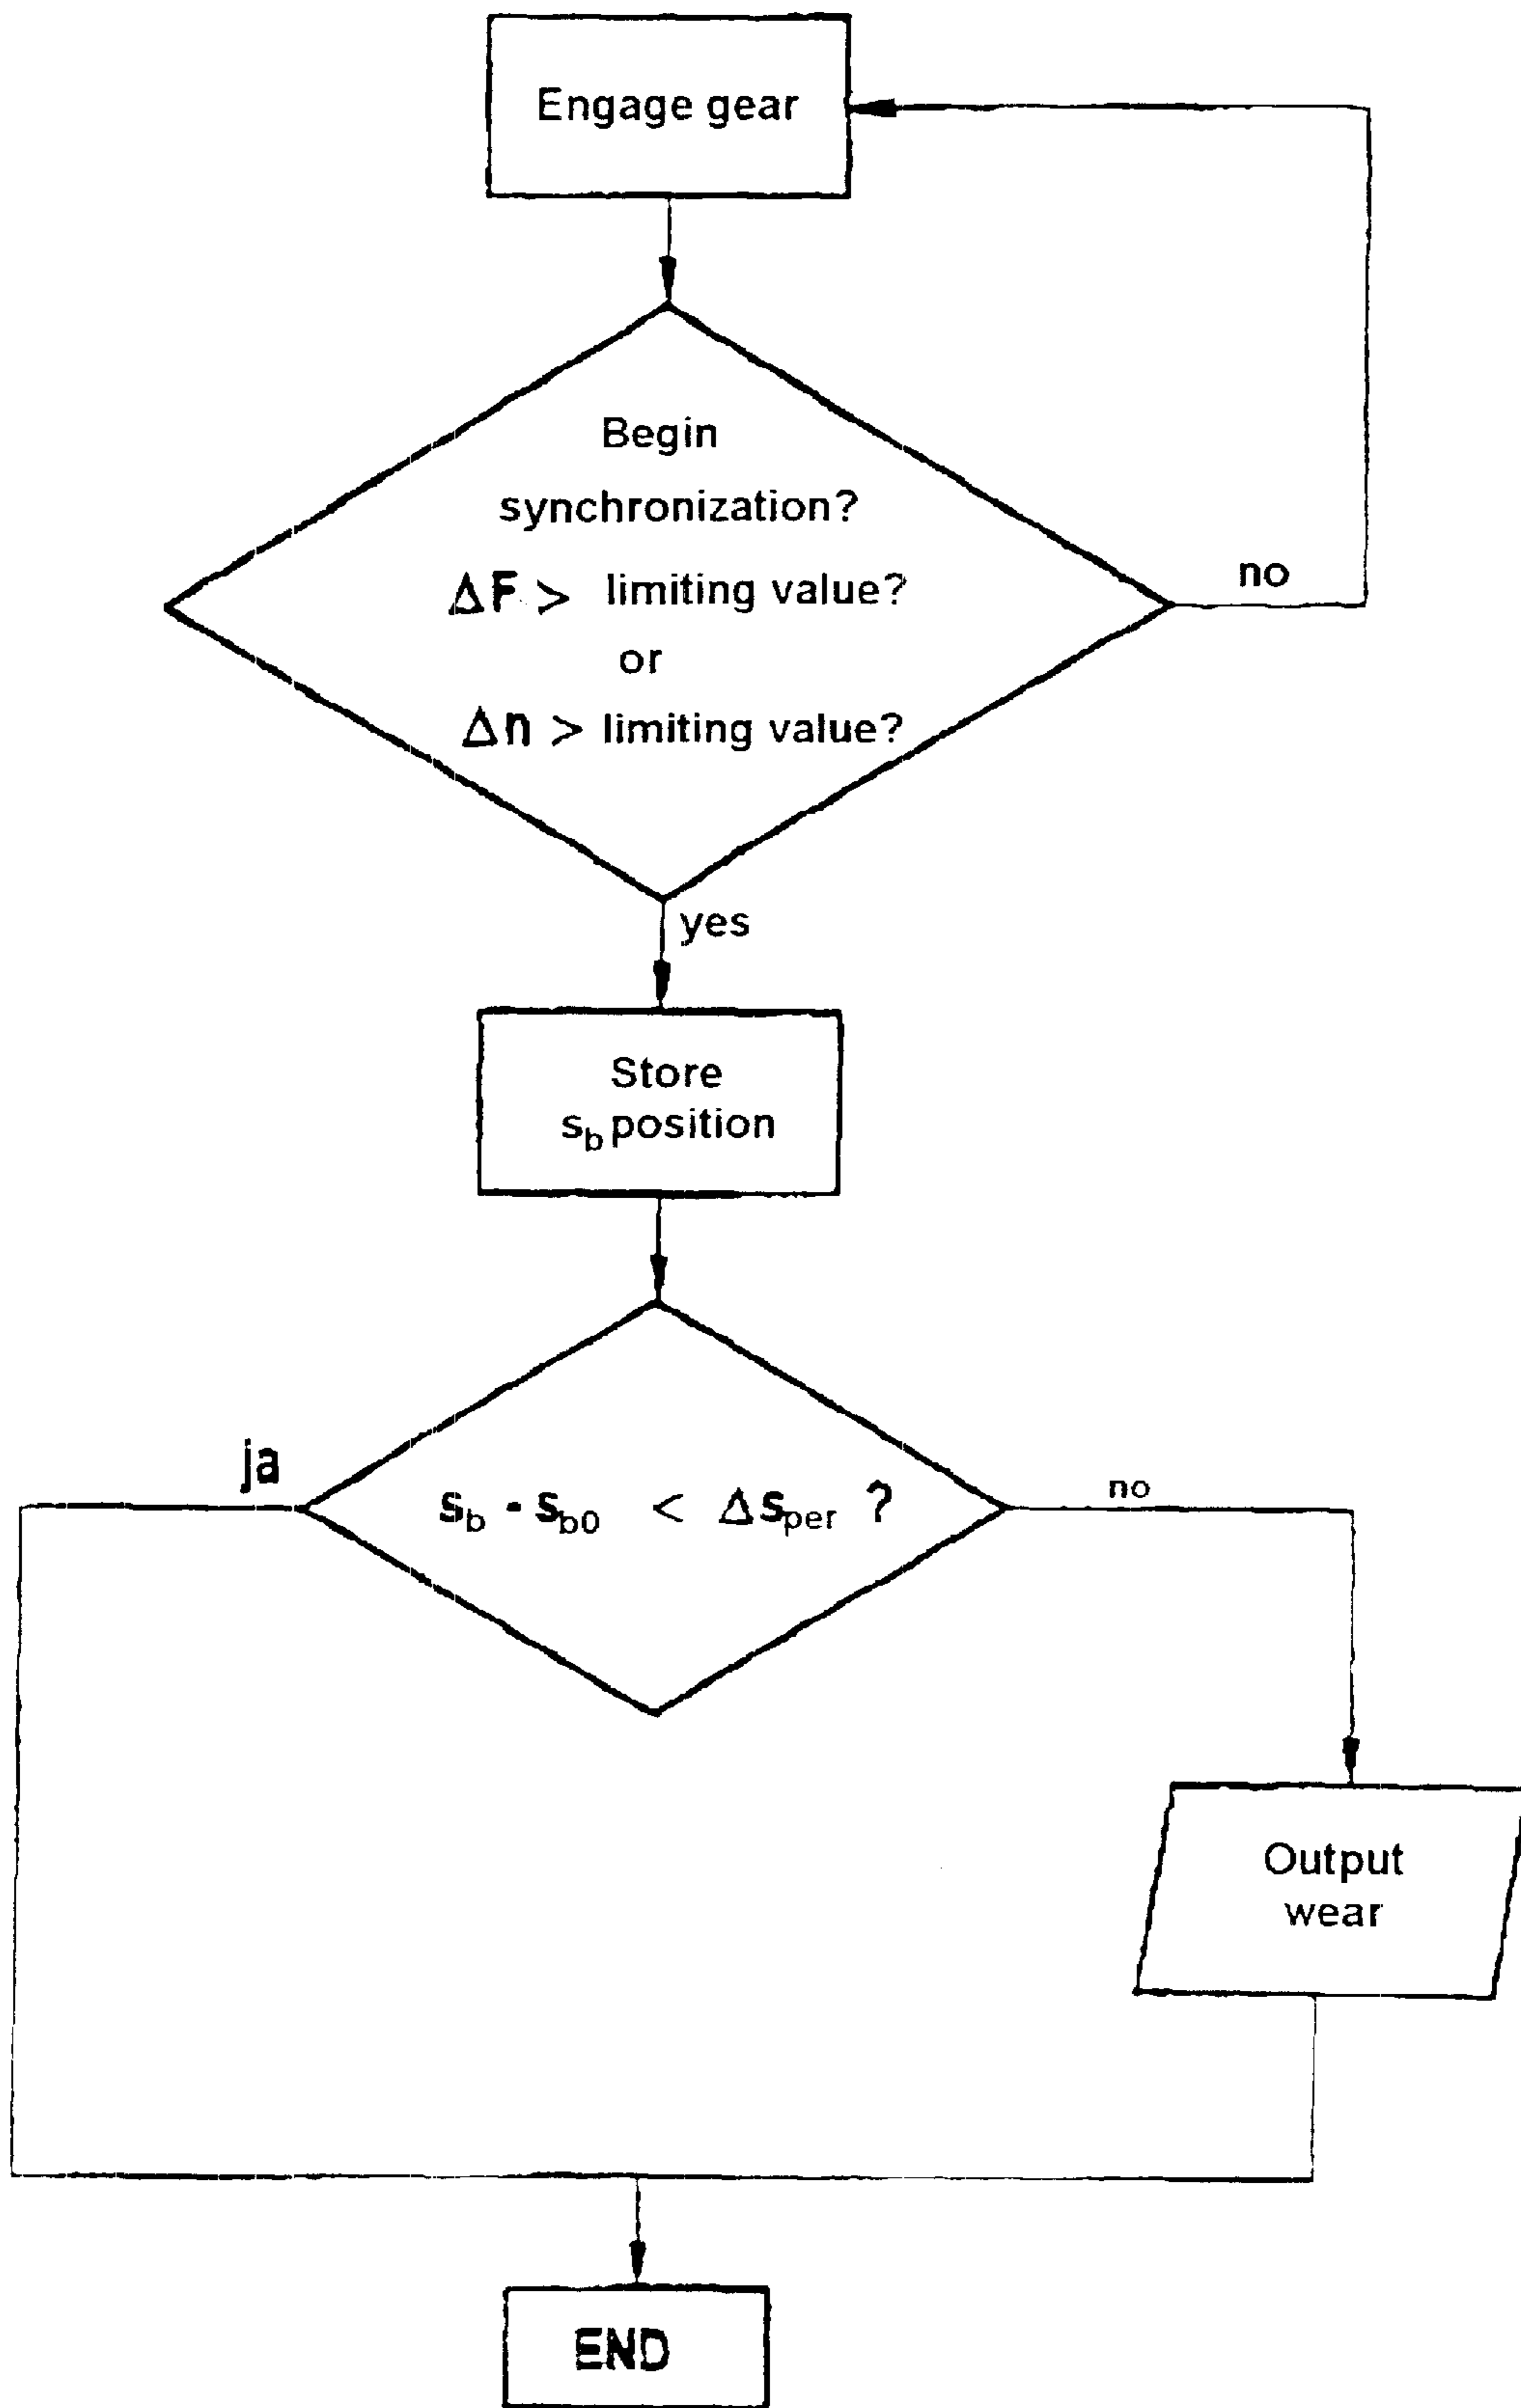 Engage gear
Begin
synchronization?
ΔF > limiting value?
or
Δn > limiting value?
no
yes
Store
s_b position
ja
s_b - s_b0 < Δs_per ?
no
Output
wear
END